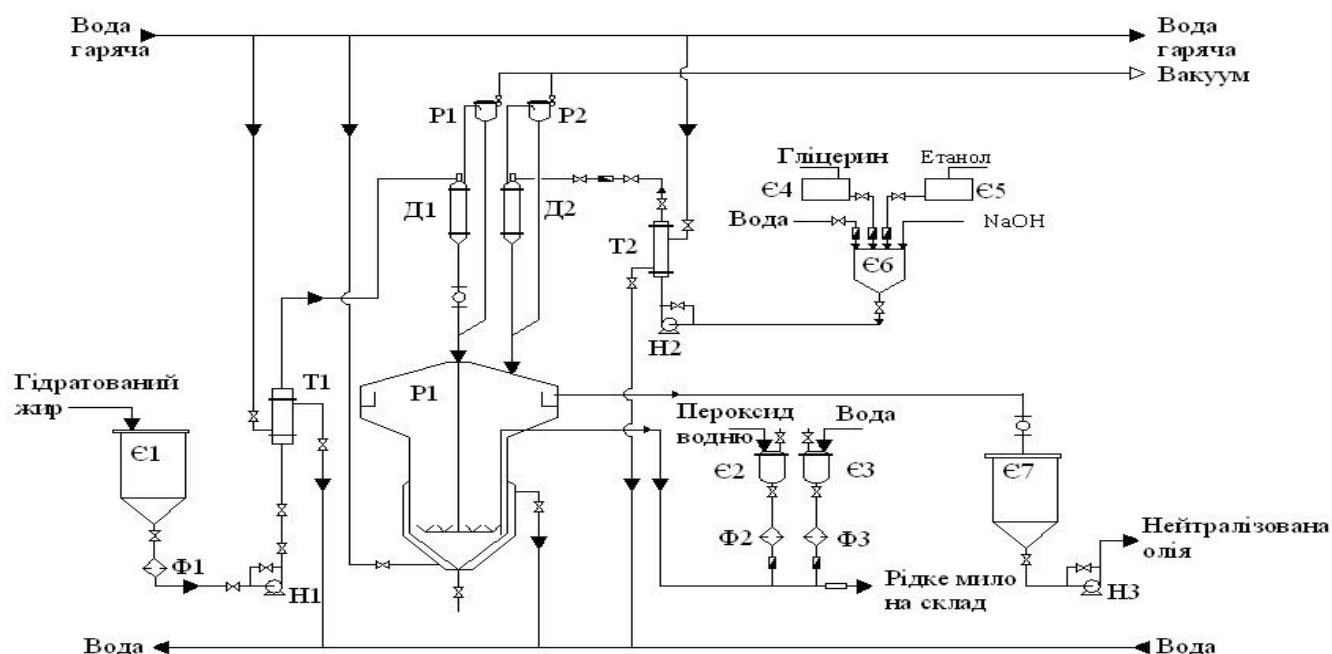 Вода
гаряча
Вода
гаряча
Вакуум
Р1
Р2
Гліцерин
Етанол
Є4
Є5
Д1
Д2
Вода
NaOH
Т2
Є6
Н2
Гідратований
жир
Т1
Р1
Пероксид
водню
Вода
Є1
Є2
Є3
Є7
Ф1
Ф2
Ф3
Нейтралізована
олія
Н1
Рідке мило
на склад
Н3
Вода
Вода